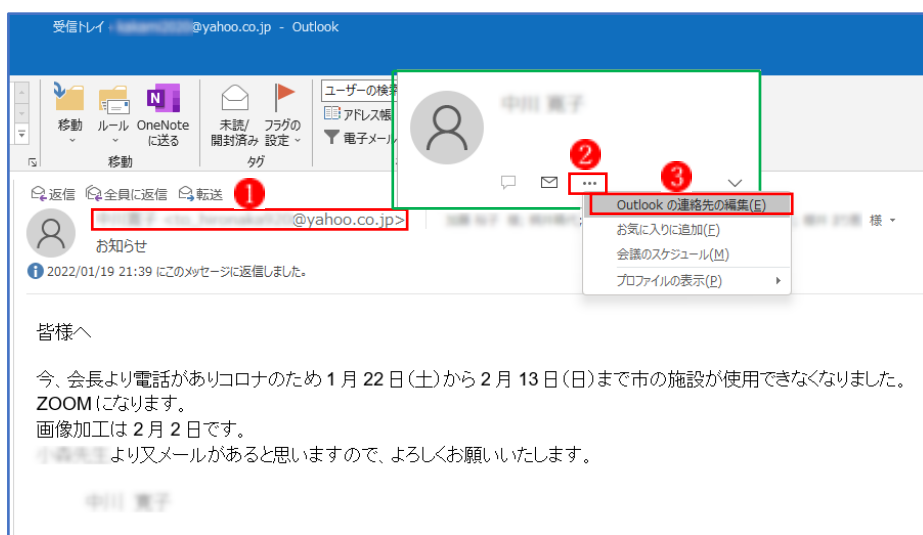 受信トレイ - @yahoo.co.jp - Outlook
移動
ルール
OneNote
に送る
未読/
開封済み
フラグの
設定
ユーザーの検索
アドレス帳
電子メール
移動
タグ
2
3
Outlook の連絡先の編集(E)
お気に入りに追加(F)
会議のスケジュール(M)
プロファイルの表示(P)
返信 全員に返信 転送
1
@yahoo.co.jp>
様
お知らせ
2022/01/19 21:39 にこのメッセージに返信しました。
皆様へ
今、会長より電話がありコロナのため 1 月 22 日(土)から 2 月 13 日(日)まで市の施設が使用できなくなりました。
ZOOM になります。
画像加工は 2 月 2 日です。
より又メールがあると思いますので、よろしくお願いいたします。